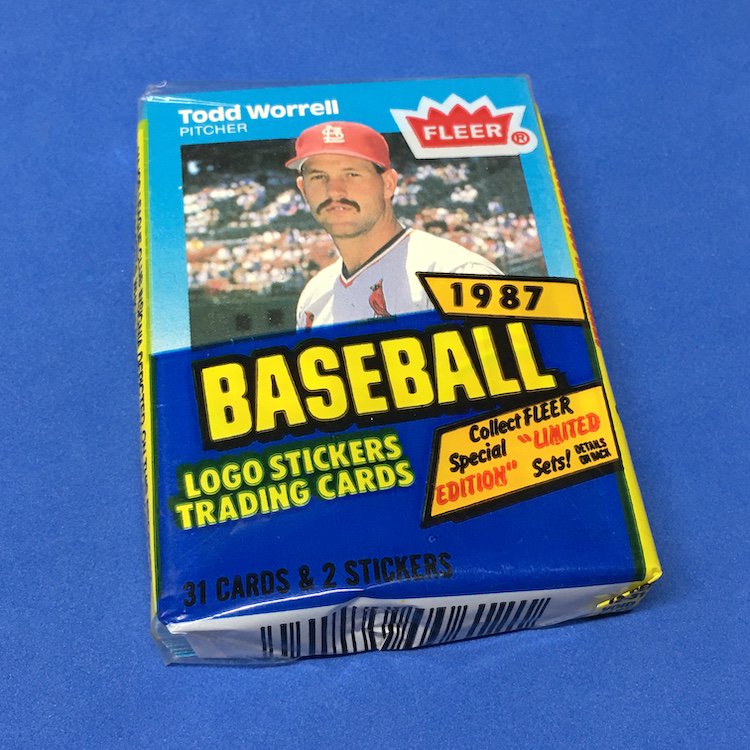 Todd Worrell
PITCHER
FLEER®
1987
BASEBALL
LOGO STICKERS
TRADING CARDS
Collect FLEER
Special "LIMITED
EDITION" Sets!
DETAILS
ON BACK
31 CARDS & 2 STICKERS